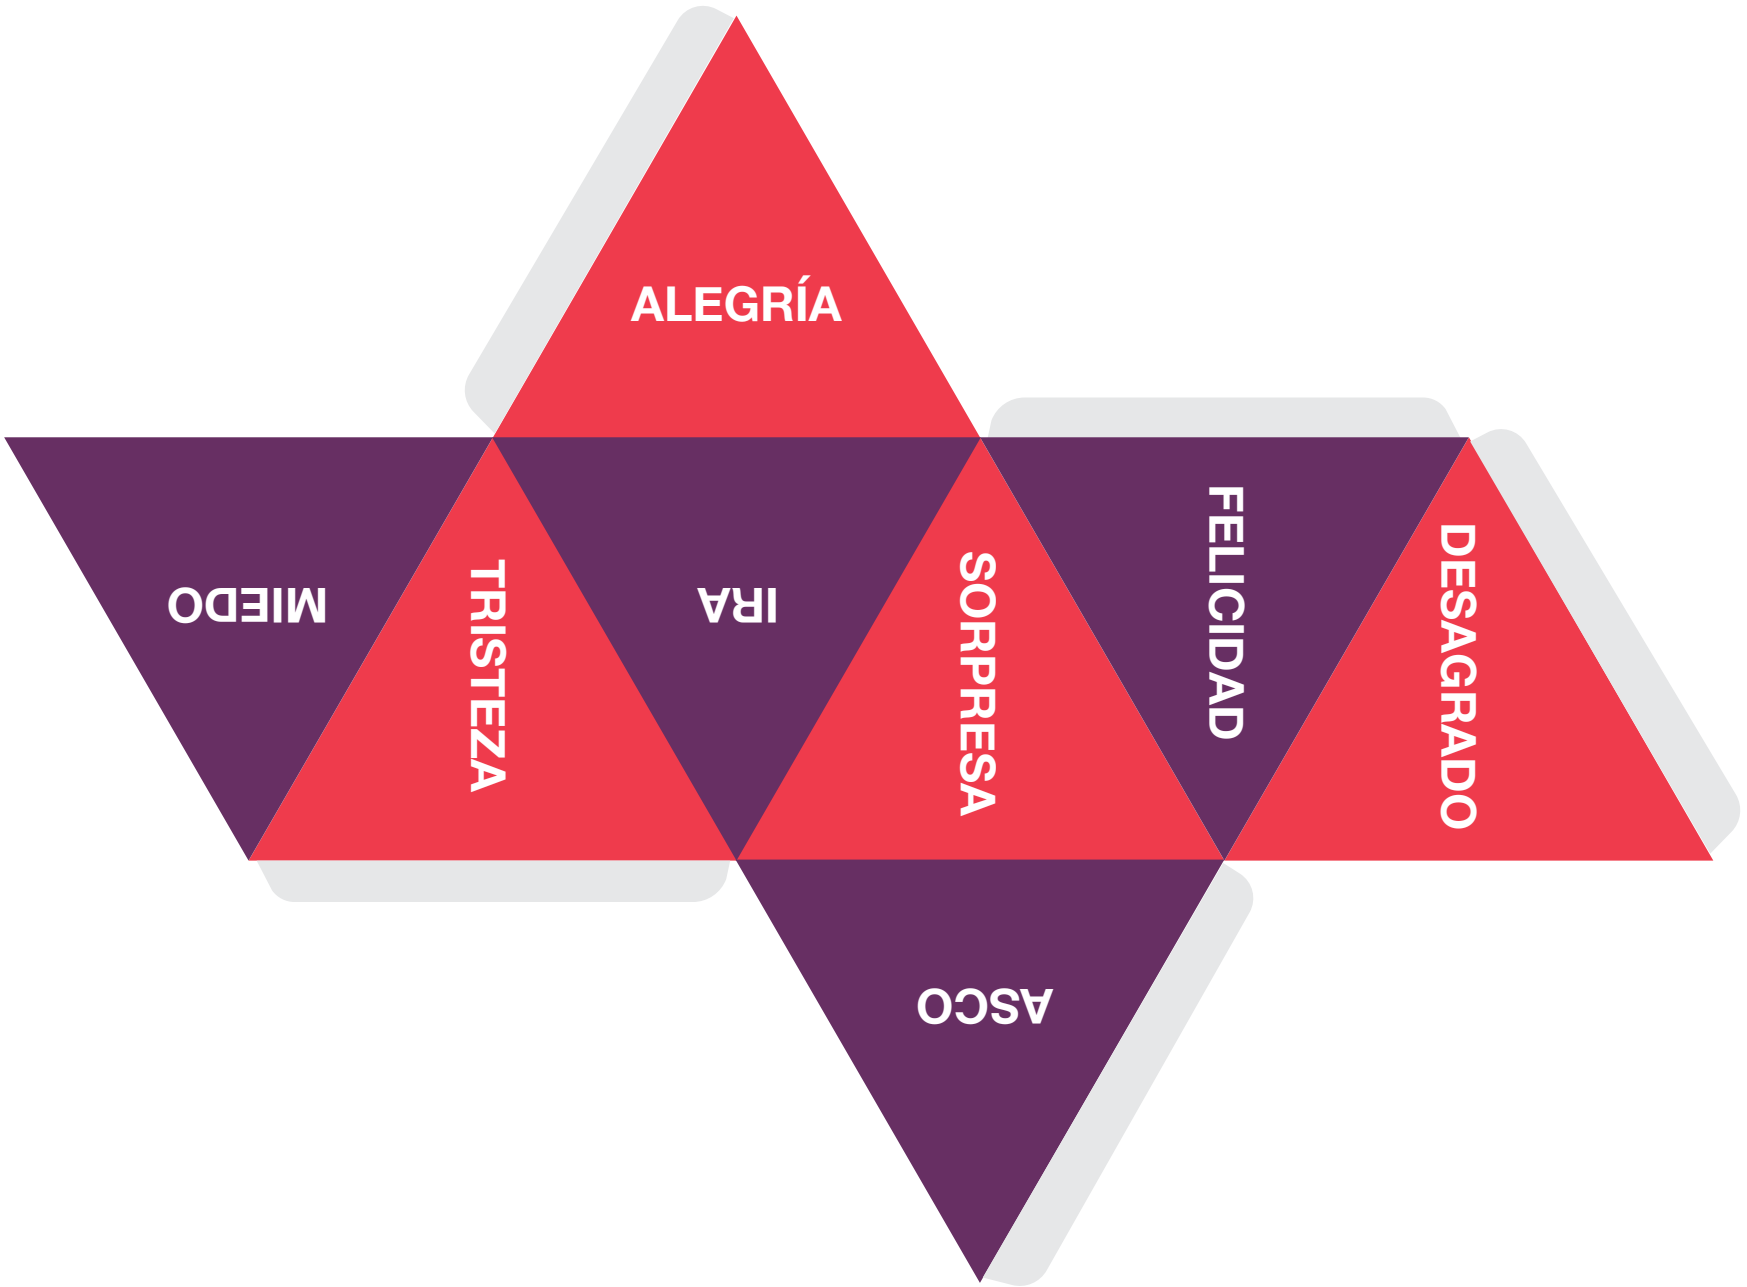 ALEGRÍA
MIEDO
TRISTEZA
IRA
SORPRESA
FELICIDAD
DESAGRADO
ASCO